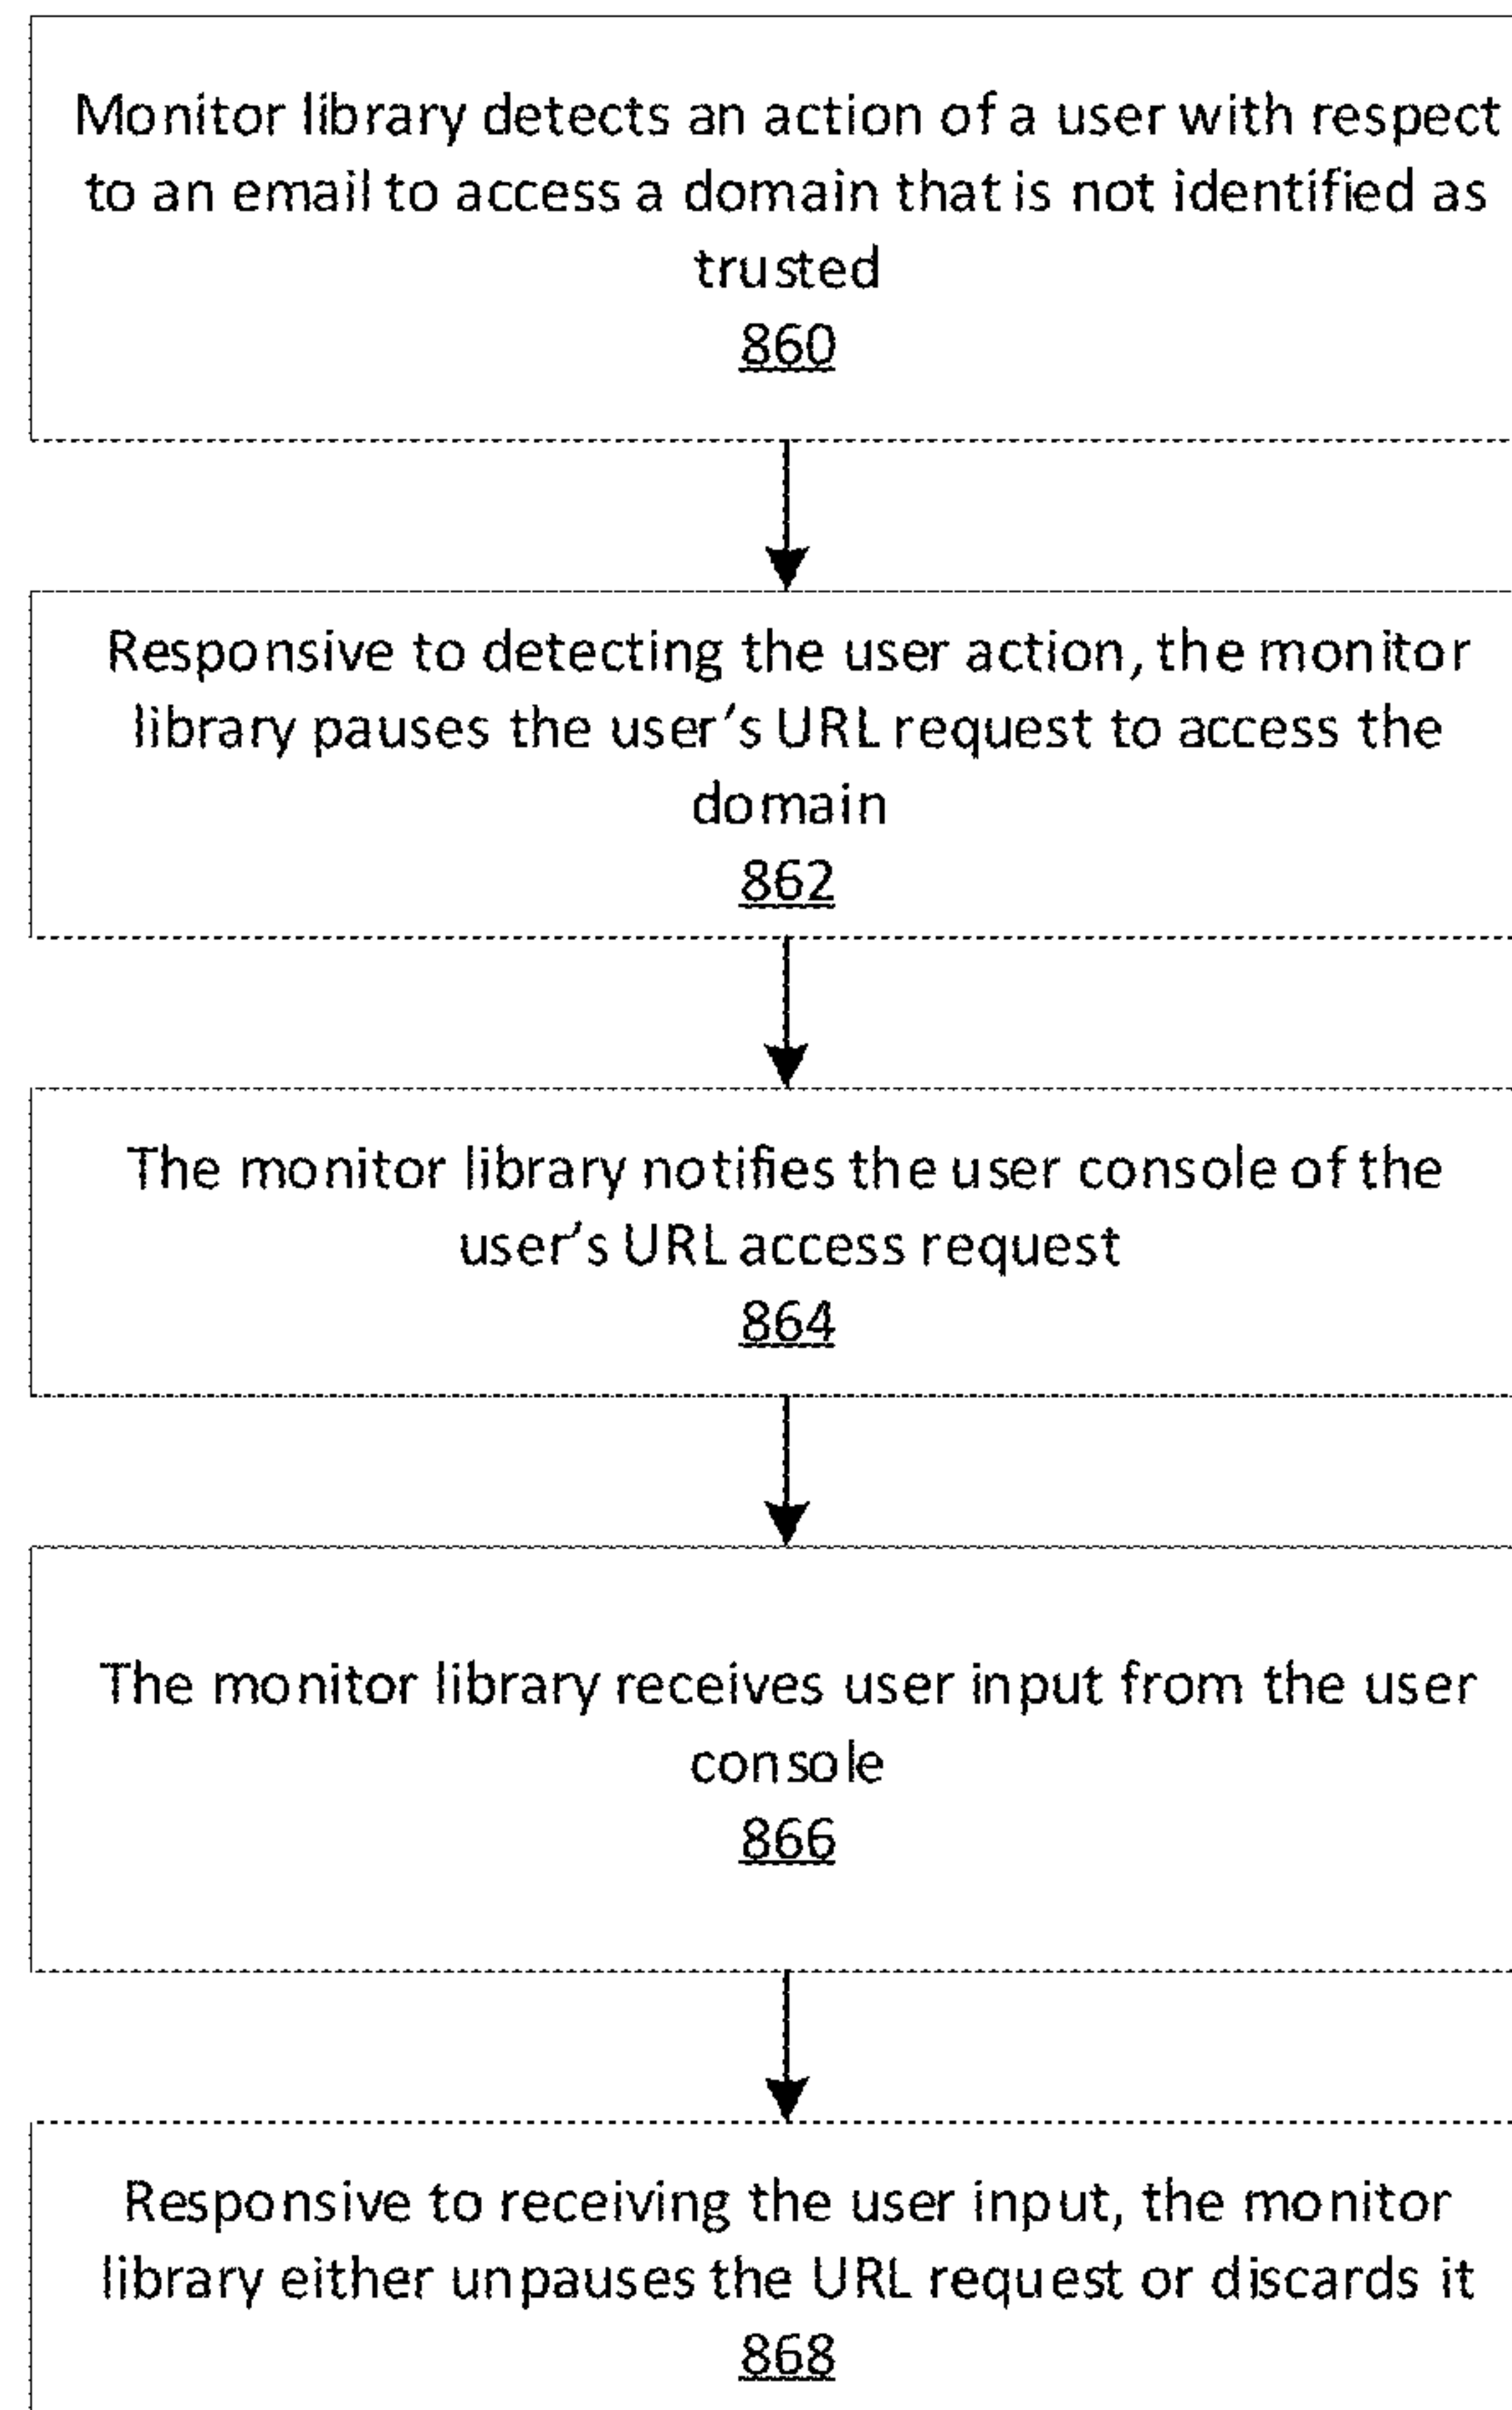 Monitor library detects an action of a user with respect
to an email to access a domain that is not identified as
trusted
860
Responsive to detecting the user action, the monitor
library pauses the user's URL request to access the
domain
862
The monitor library notifies the user console of the
user's URL access request
864
The monitor library receives user input from the user
console
866
Responsive to receiving the user input, the monitor
library either unpauses the URL request or discards it
868